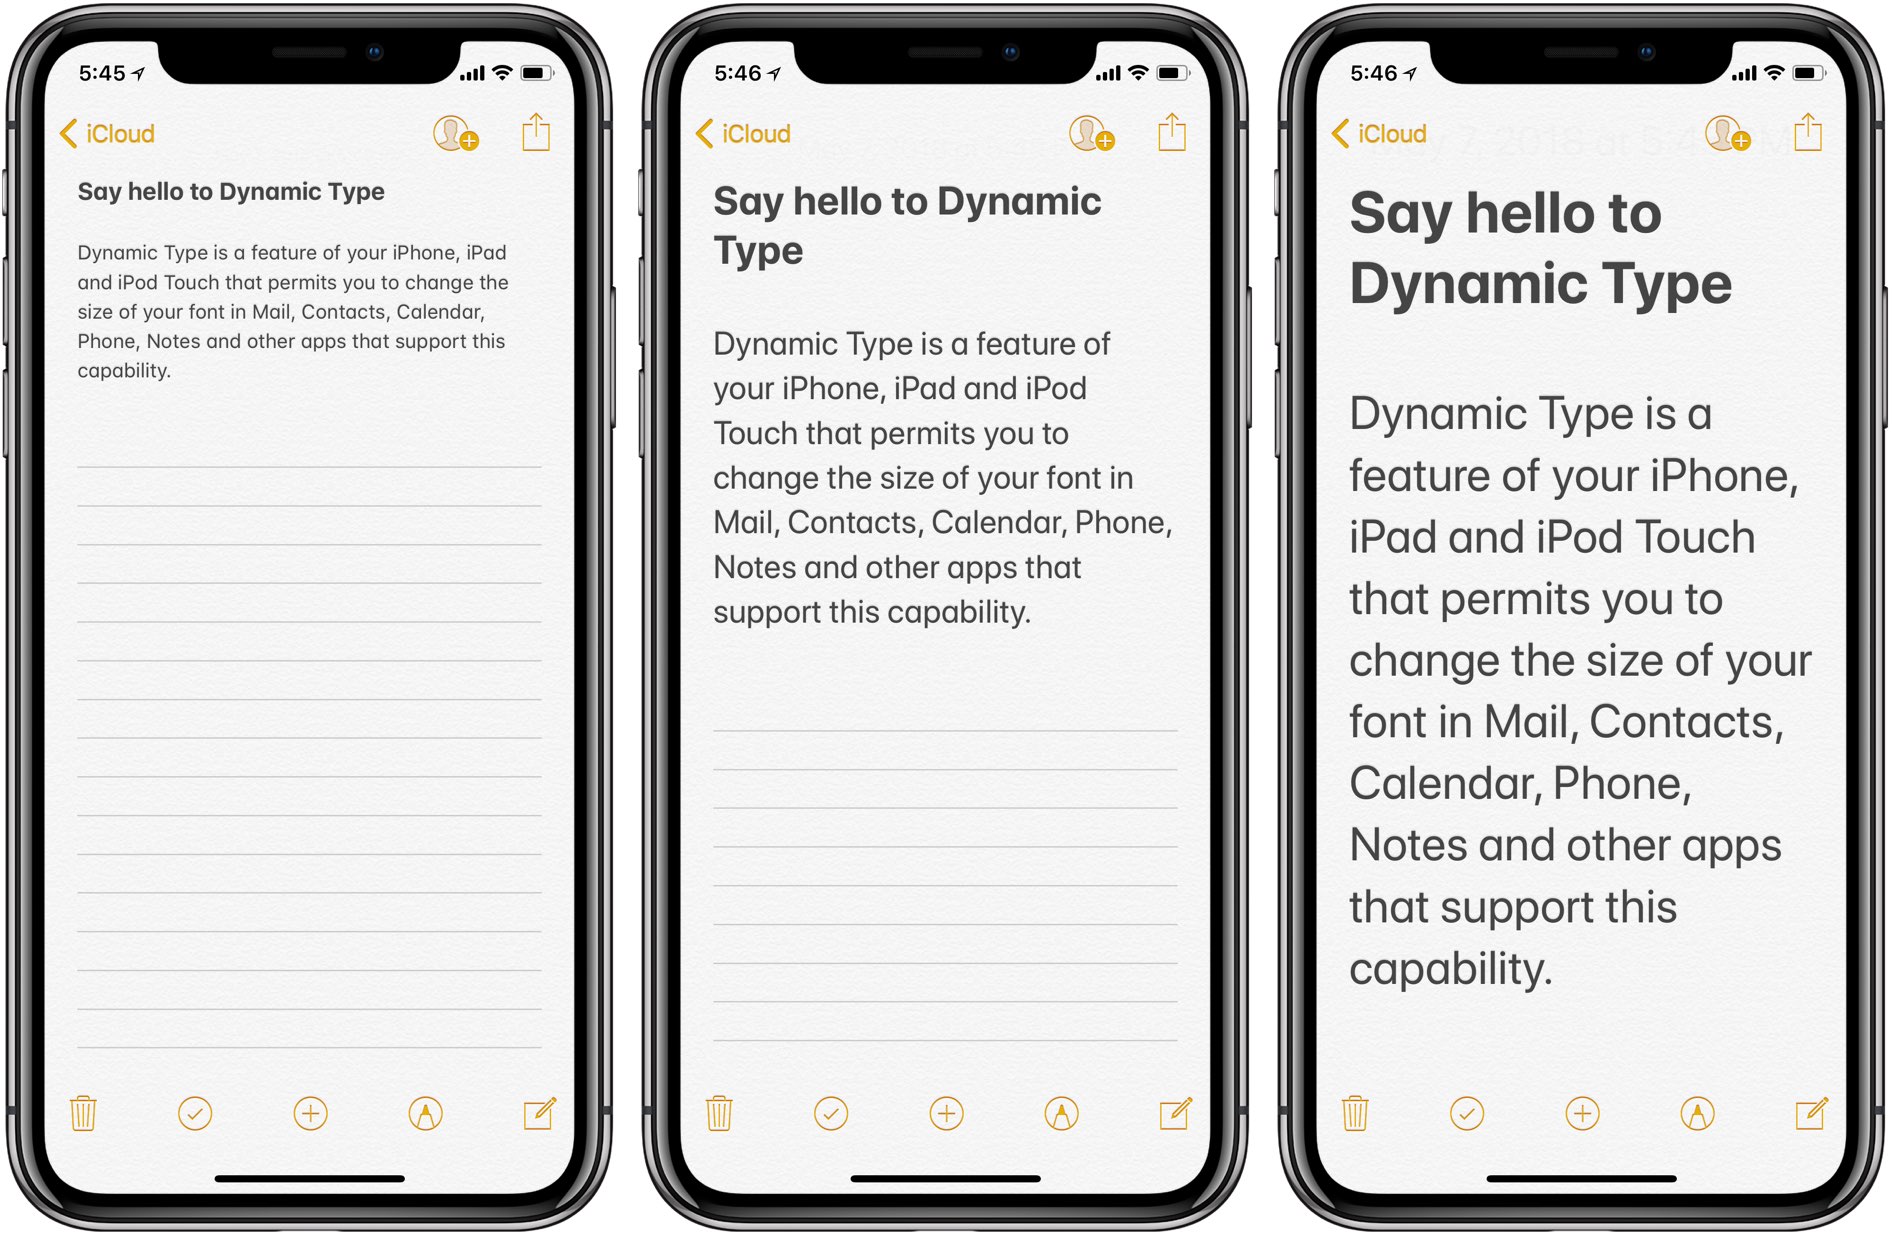 5:45
iCloud
Say hello to Dynamic Type
Dynamic Type is a feature of your iPhone, iPad
and iPod Touch that permits you to change the
size of your font in Mail, Contacts, Calendar,
Phone, Notes and other apps that support this
capability.
5:46
iCloud
Say hello to Dynamic
Type
Dynamic Type is a feature of
your iPhone, iPad and iPod
Touch that permits you to
change the size of your font in
Mail, Contacts, Calendar, Phone,
Notes and other apps that
support this capability.
5:46
iCloud
Say hello to
Dynamic Type
Dynamic Type is a
feature of your iPhone,
iPad and iPod Touch
that permits you to
change the size of your
font in Mail, Contacts,
Calendar, Phone,
Notes and other apps
that support this
capability.